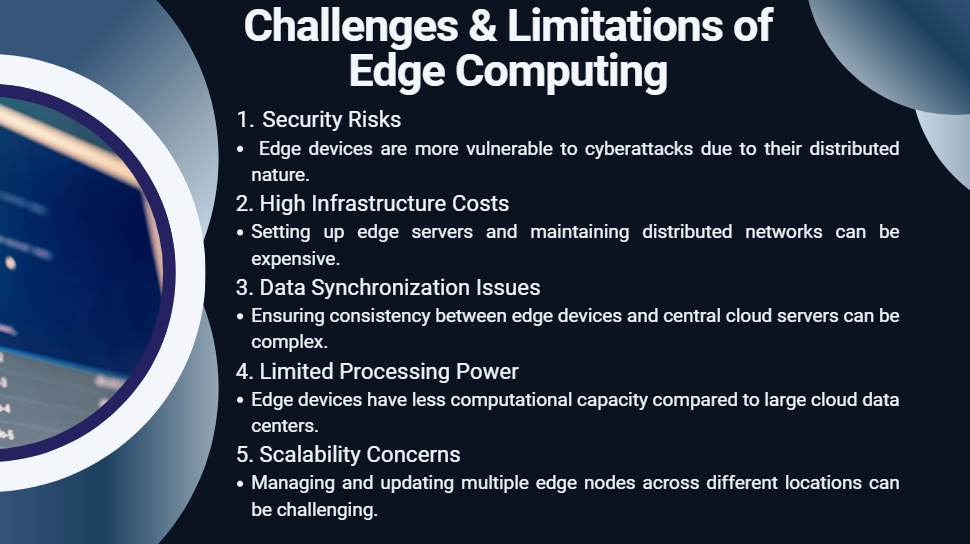 Challenges & Limitations of
Edge Computing
1. Security Risks
• Edge devices are more vulnerable to cyberattacks due to their distributed
nature.
2. High Infrastructure Costs
• Setting up edge servers and maintaining distributed networks can be
expensive.
3. Data Synchronization Issues
• Ensuring consistency between edge devices and central cloud servers can be
complex.
4. Limited Processing Power
• Edge devices have less computational capacity compared to large cloud data
centers.
5. Scalability Concerns
• Managing and updating multiple edge nodes across different locations can
be challenging.